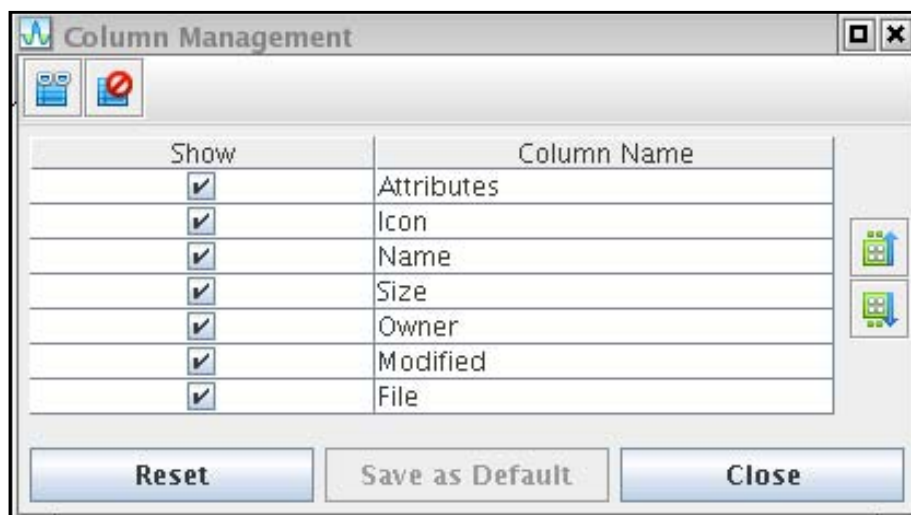 Column Management
Show Column Name
Attributes
Icon
Name
Size
Owner
Modified
File
Reset Save as Default Close